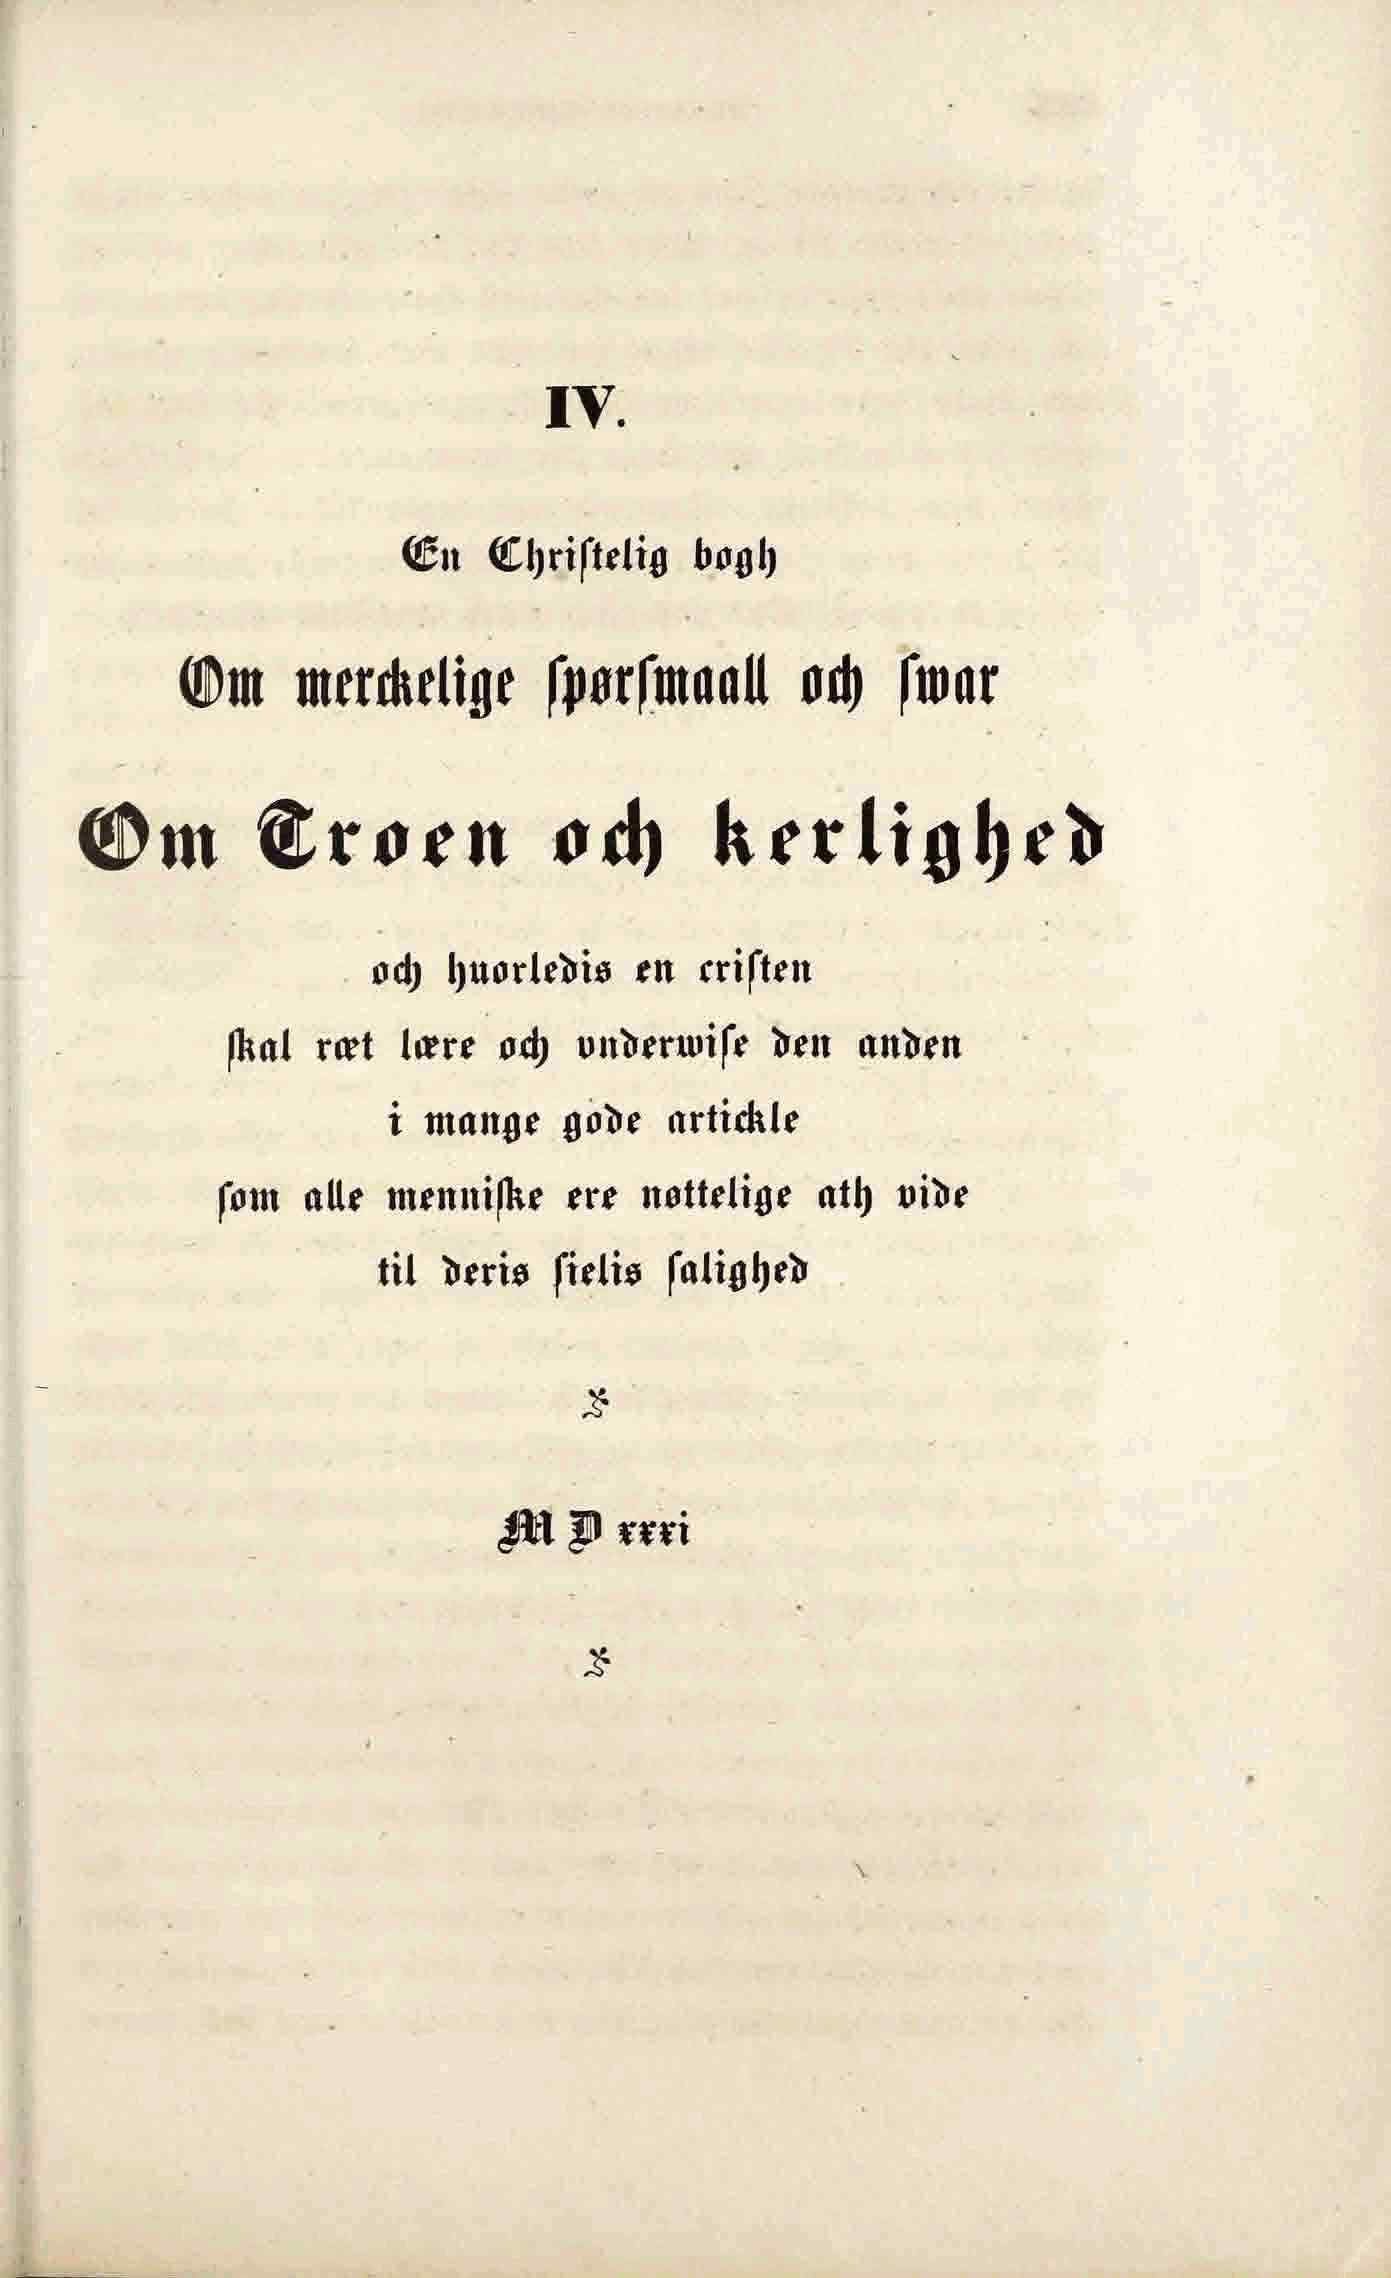 IV.
En Chriſtelig bogh
Om merckelige ſpørſmaall och ſwar
Om Troen och kerlighed
och huorledis en criſten
ſkal ræt lære och vnderwiſe den anden
i mange gode artickle
ſom alle menniſke ere nøttelige ath vide
til deris ſielis ſalighed
M D xxxi